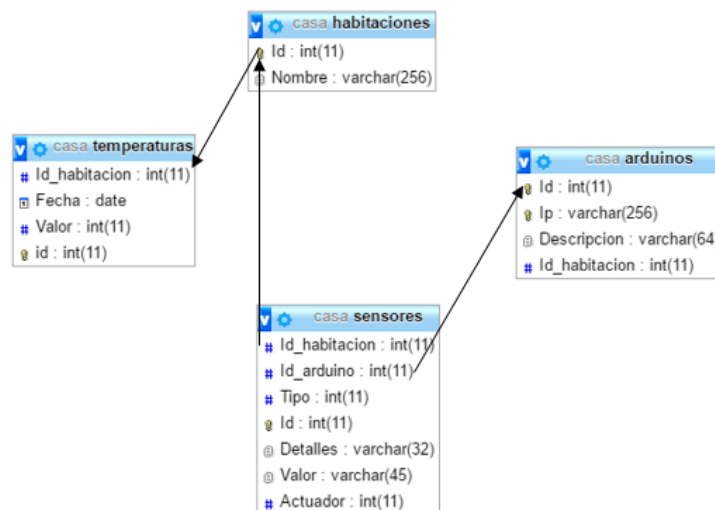 casa habitaciones
Id : int(11)
Nombre : varchar(256)
casa temperaturas
Id_habitacion : int(11)
Fecha : date
Valor : int(11)
id : int(11)
casa arduinos
Id : int(11)
Ip : varchar(256)
Descripcion : varchar(64
Id_habitacion : int(11)
casa sensores
Id_habitacion : int(11)
Id_arduino : int(11)
Tipo : int(11)
Id : int(11)
Detalles : varchar(32)
Valor : varchar(45)
Actuador : int(11)